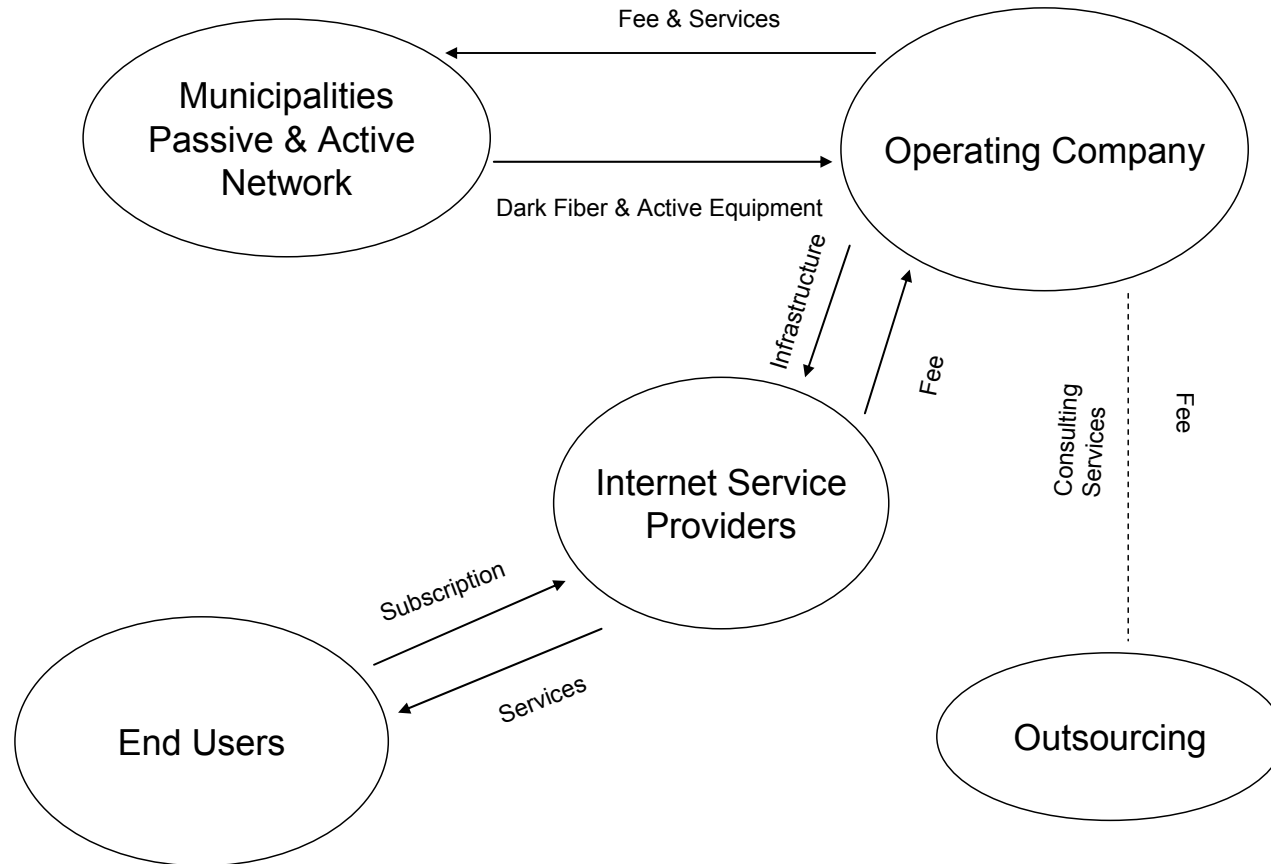 Fee & Services
Municipalities
Passive & Active
Network
Operating Company
Dark Fiber & Active Equipment
Infrastructure
Fee
Consulting
Services
Fee
Internet Service
Providers
Subscription
Services
End Users
Outsourcing